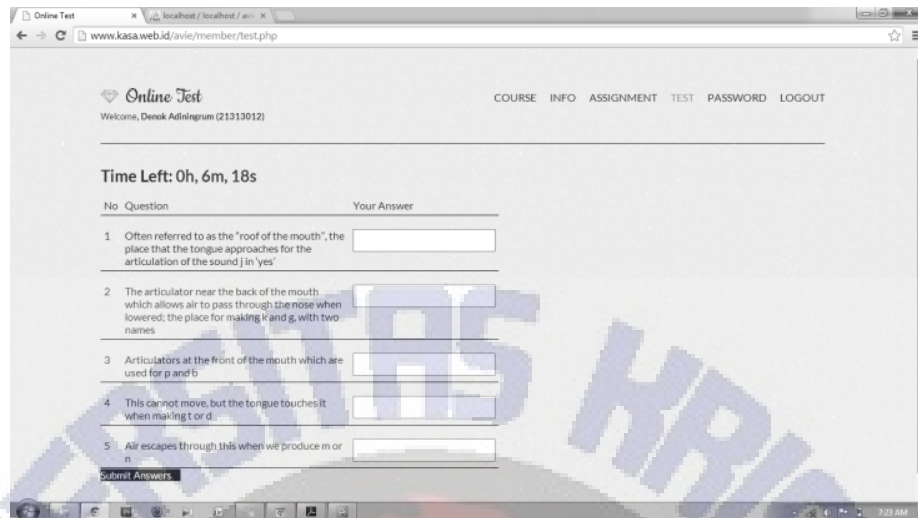 Online Test
localhost / localhost / avie
www.kasa.web.id/avie/member/test.php
Online Test
COURSE INFO ASSIGNMENT TEST PASSWORD LOGOUT
Welcome, Denok Adiningrum (21313012)
Time Left: 0h, 6m, 18s
No Question Your Answer
1 Often referred to as the "roof of the mouth", the
place that the tongue approaches for the
articulation of the sound j in 'yes'
2 The articulator near the back of the mouth
which allows air to pass through the nose when
lowered; the place for making k and g, with two
names
3 Articulators at the front of the mouth which are
used for p and b
4 This cannot move, but the tongue touches it
when making t or d
5 Air escapes through this when we produce m or
n
Submit Answers
ERSITAS KRIS
7:23 AM